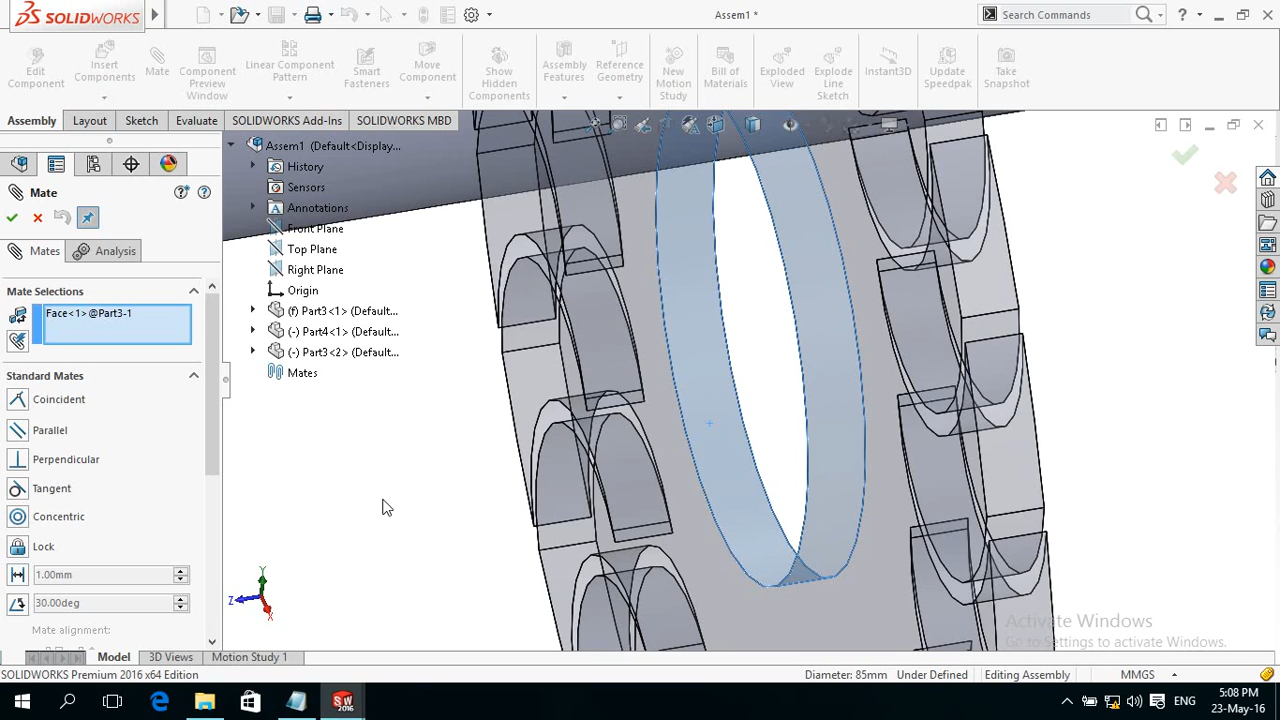 SOLIDWORKS
Assem1 *
Search Commands
?
Edit Component
Insert Components
Mate
Component Preview Window
Linear Component Pattern
Smart Fasteners
Move Component
Show Hidden Components
Assembly Features
Reference Geometry
New Motion Study
Bill of Materials
Exploded View
Explode Line Sketch
Instant3D
Update Speedpak
Take Snapshot
Assembly
Layout
Sketch
Evaluate
SOLIDWORKS Add-Ins
SOLIDWORKS MBD
Assem1 (Default<Display...
History
Sensors
Annotations
Front Plane
Top Plane
Right Plane
Origin
(f) Part3<1> (Default...
(-) Part4<1> (Default...
(-) Part3<2> (Default...
Mates
Mate
Mates
Analysis
Mate Selections
Face<1>@Part3-1
Standard Mates
Coincident
Parallel
Perpendicular
Tangent
Concentric
Lock
1.00mm
30.00deg
Mate alignment:
Y
Z
X
Activate Windows
Go to Settings to activate Windows.
Model
3D Views
Motion Study 1
SOLIDWORKS Premium 2016 x64 Edition
Diameter: 85mm
Under Defined
Editing Assembly
MMGS
SW
2016
ENG
5:08 PM
23-May-16